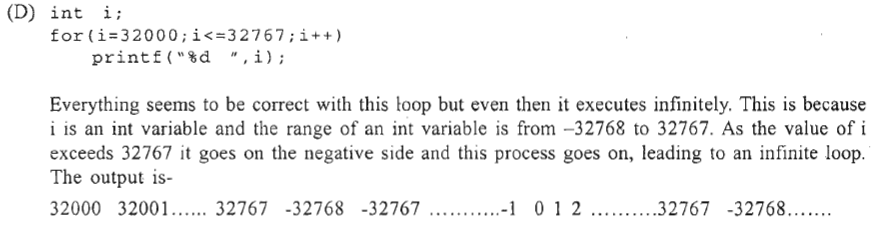 (D) int i;
for(i=32000;i<=32767;i++)
printf("%d ",i);
Everything seems to be correct with this loop but even then it executes infinitely. This is because
i is an int variable and the range of an int variable is from –32768 to 32767. As the value of i
exceeds 32767 it goes on the negative side and this process goes on, leading to an infinite loop.
The output is-
32000 32001...... 32767 -32768 -32767 ...........-1 0 1 2 ..........32767 -32768.......